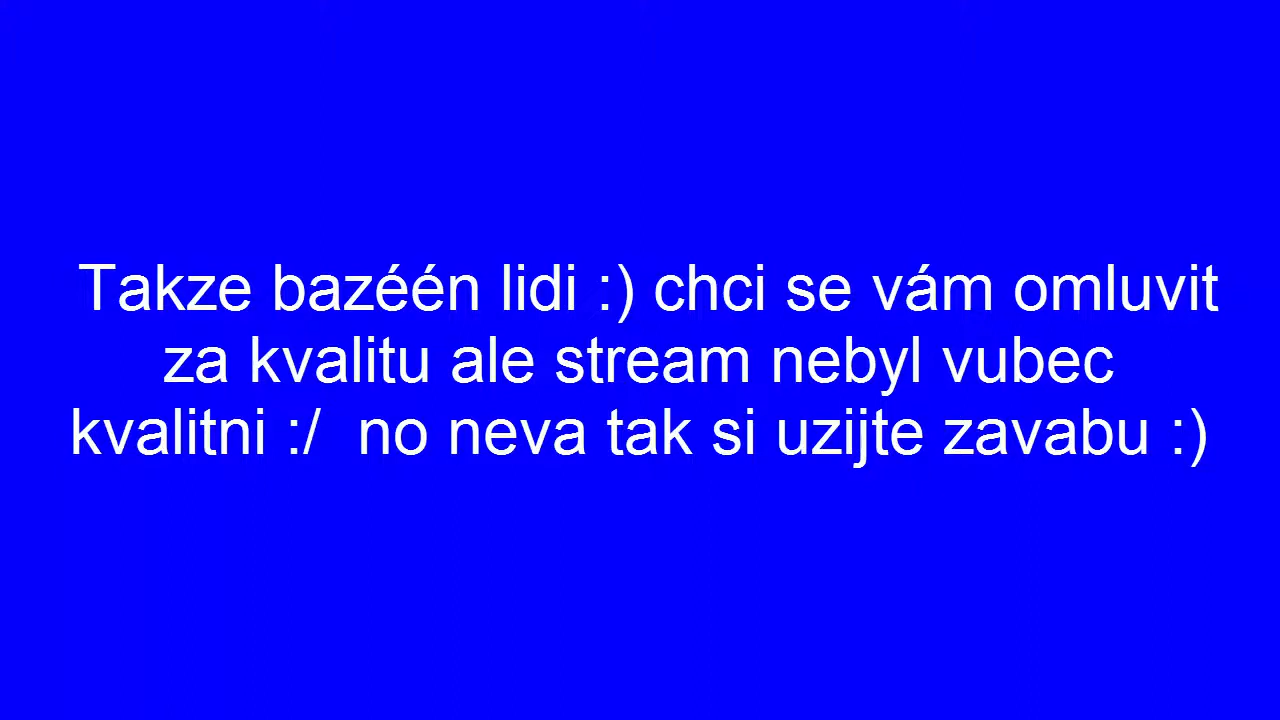 Takze bazéén lidi :) chci se vám omluvit
za kvalitu ale stream nebyl vubec
kvalitni :/  no neva tak si uzijte zavabu :)